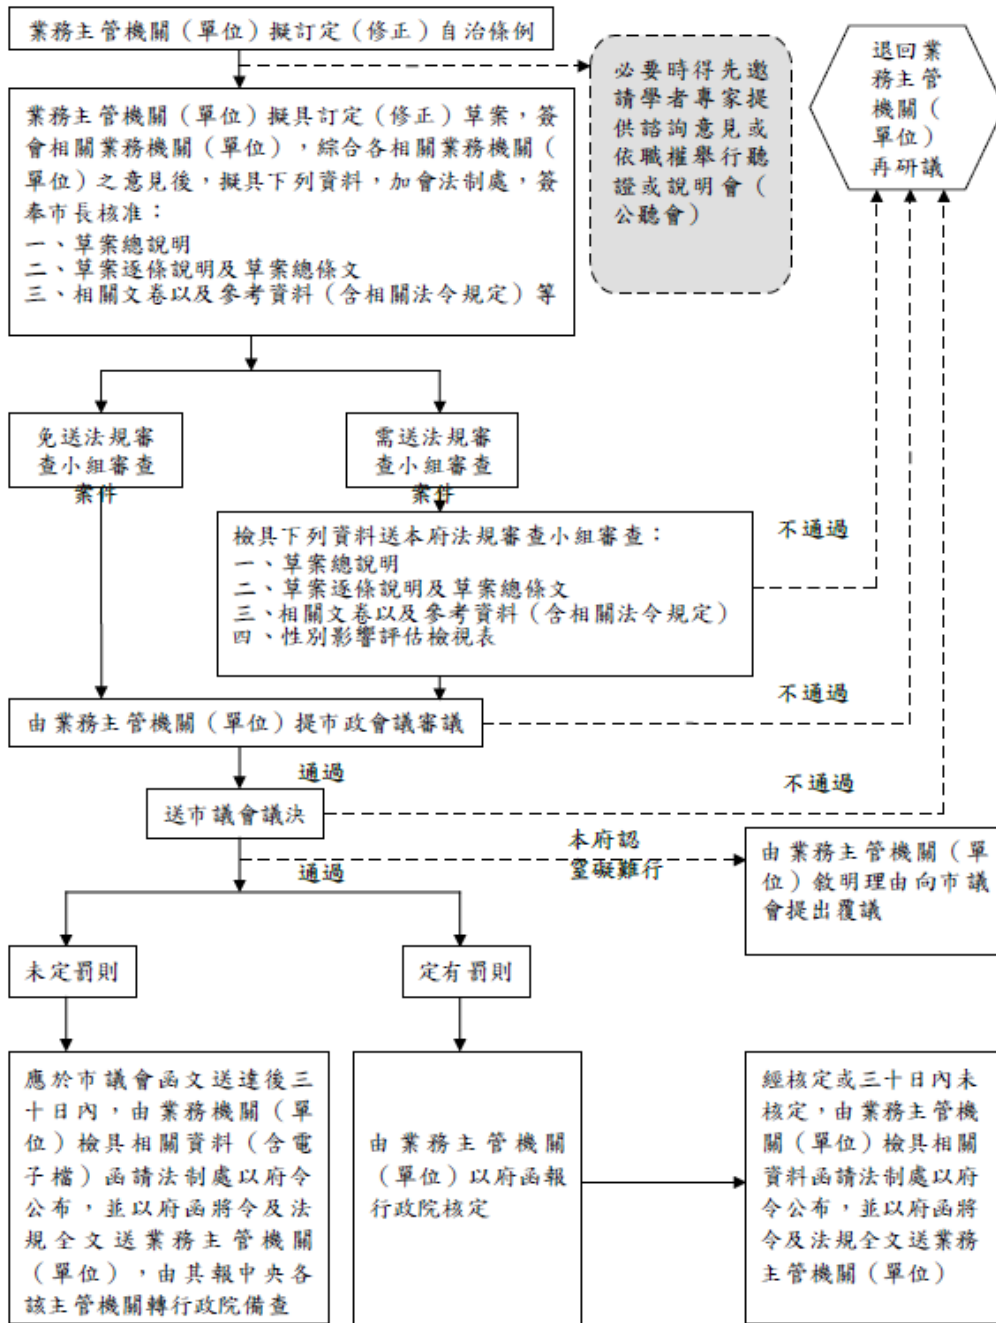 業務主管機關（單位）擬訂定（修正）自治條例
必要時得先邀
請學者專家提
供諮詢意見或
依職權舉行聽
證或說明會（
公聽會）
退回業
務主管
機關（
單位）
再研議
業務主管機關（單位）擬具訂定（修正）草案，簽
會相關業務機關（單位），綜合各相關業務機關（
單位）之意見後，擬具下列資料，加會法制處，簽
奉市長核准：
一、草案總說明
二、草案逐條說明及草案總條文
三、相關文卷以及參考資料（含相關法令規定）等
免送法規審
查小組審查
案件
需送法規審
查小組審查
案件
檢具下列資料送本府法規審查小組審查：
一、草案總說明
二、草案逐條說明及草案總條文
三、相關文卷以及參考資料（含相關法令規定）
四、性別影響評估檢視表
不通過
由業務主管機關（單位）提市政會議審議
不通過
通過
送市議會議決
不通過
通過
本府認
窒礙難行
由業務主管機關（單
位）敘明理由向市議
會提出覆議
未定罰則
定有罰則
應於市議會函文送達後三
十日內，由業務機關（單
位）檢具相關資料（含電
子檔）函請法制處以府令
公布，並以府函將令及法
規全文送業務主管機關
（單位），由其報中央各
該主管機關轉行政院備查
由業務主管機關
（單位）以府函報
行政院核定
經核定或三十日內未
核定，由業務主管機
關（單位）檢具相關
資料函請法制處以府
令公布，並以府函將
令及法規全文送業務
主管機關（單位）